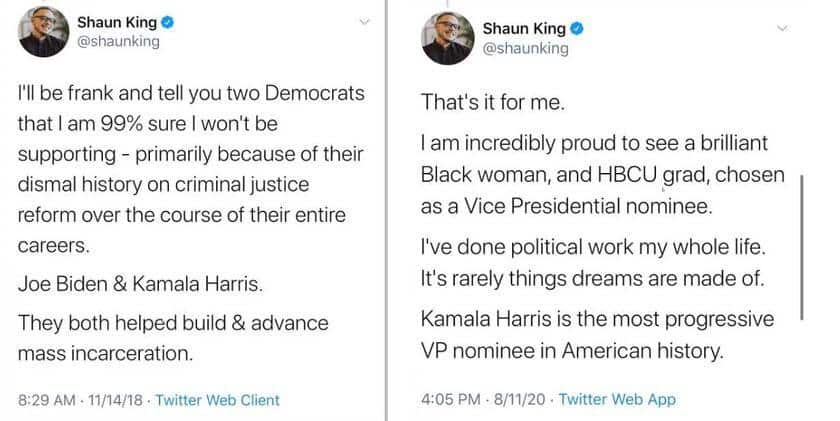 Shaun King
@shaunking
I'll be frank and tell you two Democrats
that I am 99% sure I won't be
supporting - primarily because of their
dismal history on criminal justice
reform over the course of their entire
careers.
Joe Biden & Kamala Harris.
They both helped build & advance
mass incarceration.
8:29 AM · 11/14/18 · Twitter Web Client
Shaun King
@shaunking
That's it for me.
I am incredibly proud to see a brilliant
Black woman, and HBCU grad, chosen
as a Vice Presidential nominee.
I've done political work my whole life.
It's rarely things dreams are made of.
Kamala Harris is the most progressive
VP nominee in American history.
4:05 PM · 8/11/20 · Twitter Web App